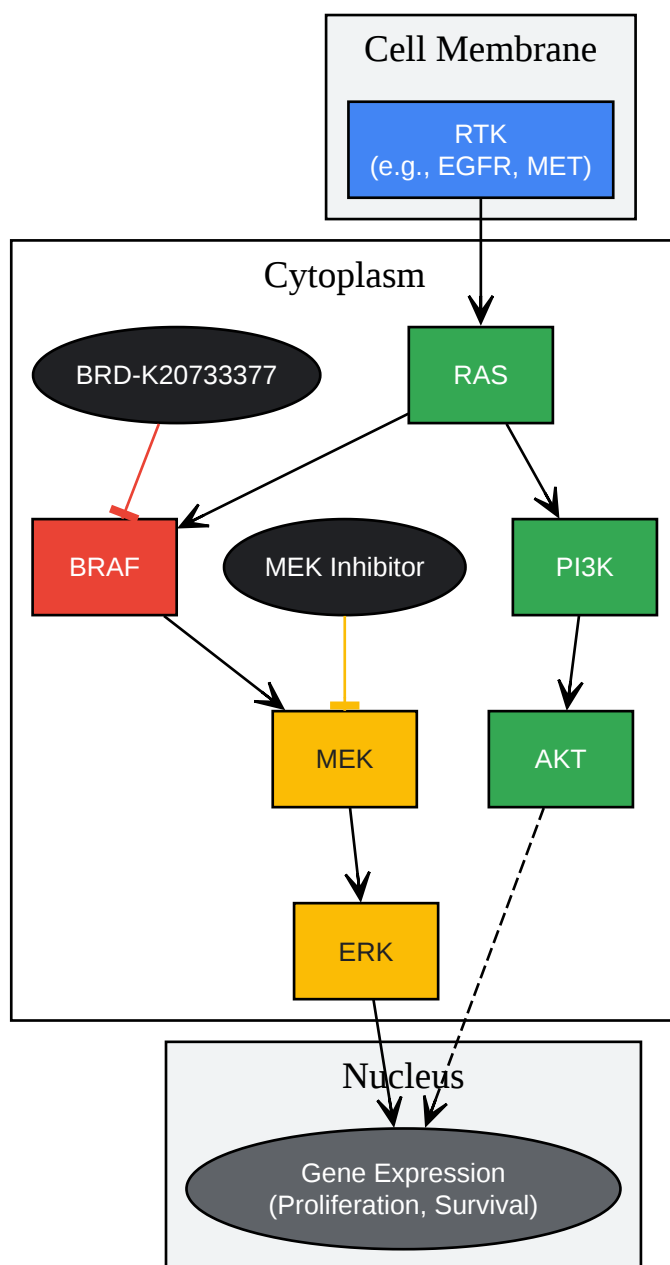 Cell Membrane
RTK
(e.g., EGFR, MET)
Cytoplasm
BRD-K20733377
RAS
BRAF
MEK Inhibitor
PI3K
MEK
AKT
ERK
Nucleus
Gene Expression
(Proliferation, Survival)